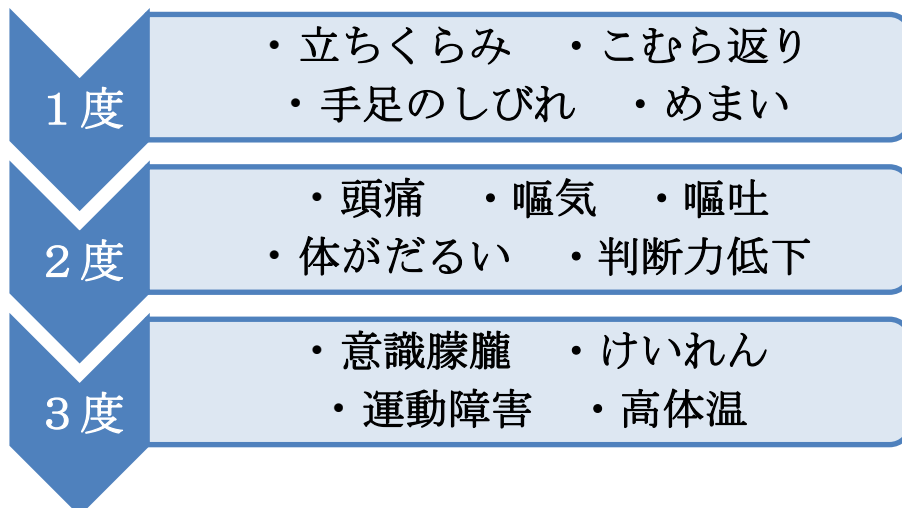 1度
・立ちくらみ ・こむら返り
・手足のしびれ ・めまい
2度
・頭痛 ・嘔気 ・嘔吐
・体がだるい ・判断力低下
3度
・意識朦朧 ・けいれん
・運動障害 ・高体温